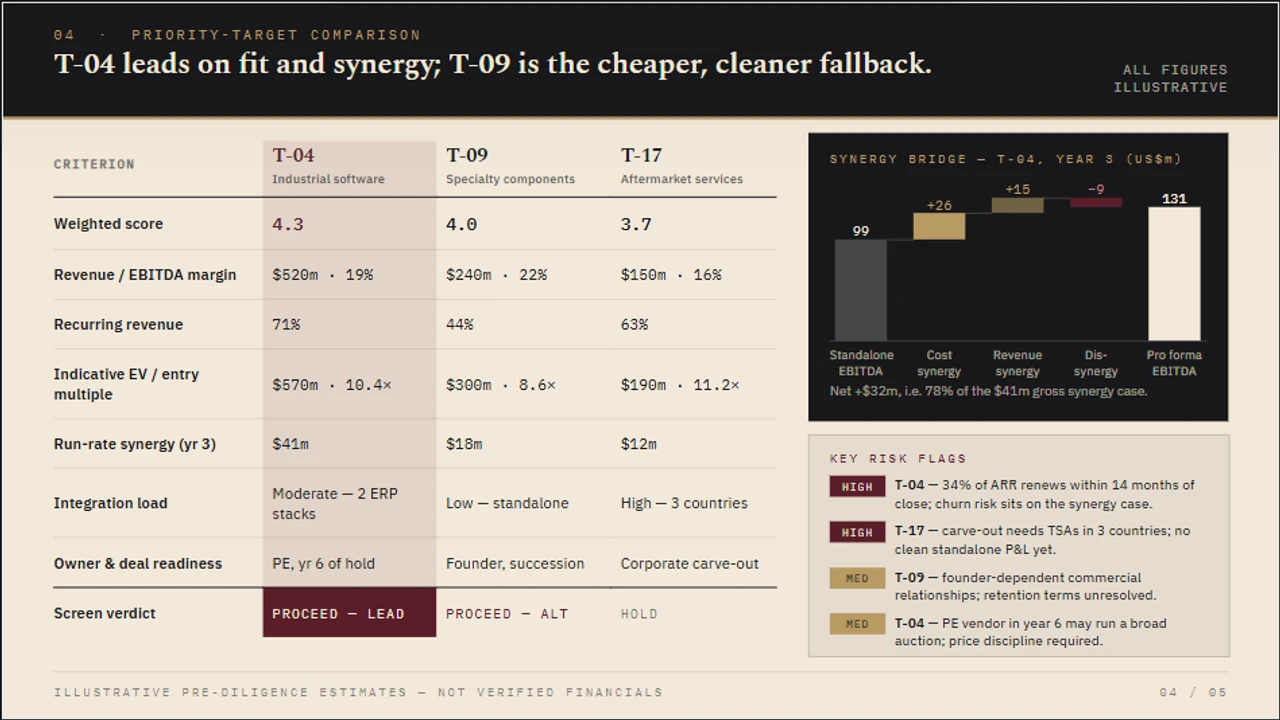 04 · PRIORITY-TARGET COMPARISON
T-04 leads on fit and synergy; T-09 is the cheaper, cleaner fallback.
ALL FIGURES
ILLUSTRATIVE
CRITERION
T-04
Industrial software
T-09
Specialty components
T-17
Aftermarket services
Weighted score
4.3
4.0
3.7
Revenue / EBITDA margin
$520m · 19%
$240m · 22%
$150m · 16%
Recurring revenue
71%
44%
63%
Indicative EV / entry
multiple
$570m · 10.4×
$300m · 8.6×
$190m · 11.2×
Run-rate synergy (yr 3)
$41m
$18m
$12m
Integration load
Moderate — 2 ERP
stacks
Low — standalone
High — 3 countries
Owner & deal readiness
PE, yr 6 of hold
Founder, succession
Corporate carve-out
Screen verdict
PROCEED — LEAD
PROCEED — ALT
HOLD
SYNERGY BRIDGE — T-04, YEAR 3 (US$m)
99
+26
+15
−9
131
Standalone
EBITDA
Cost
synergy
Revenue
synergy
Dis-
synergy
Pro forma
EBITDA
Net +$32m, i.e. 78% of the $41m gross synergy case.
KEY RISK FLAGS
HIGH
T-04 — 34% of ARR renews within 14 months of
close; churn risk sits on the synergy case.
HIGH
T-17 — carve-out needs TSAs in 3 countries; no
clean standalone P&L yet.
MED
T-09 — founder-dependent commercial
relationships; retention terms unresolved.
MED
T-04 — PE vendor in year 6 may run a broad
auction; price discipline required.
ILLUSTRATIVE PRE-DILIGENCE ESTIMATES — NOT VERIFIED FINANCIALS
04 / 05